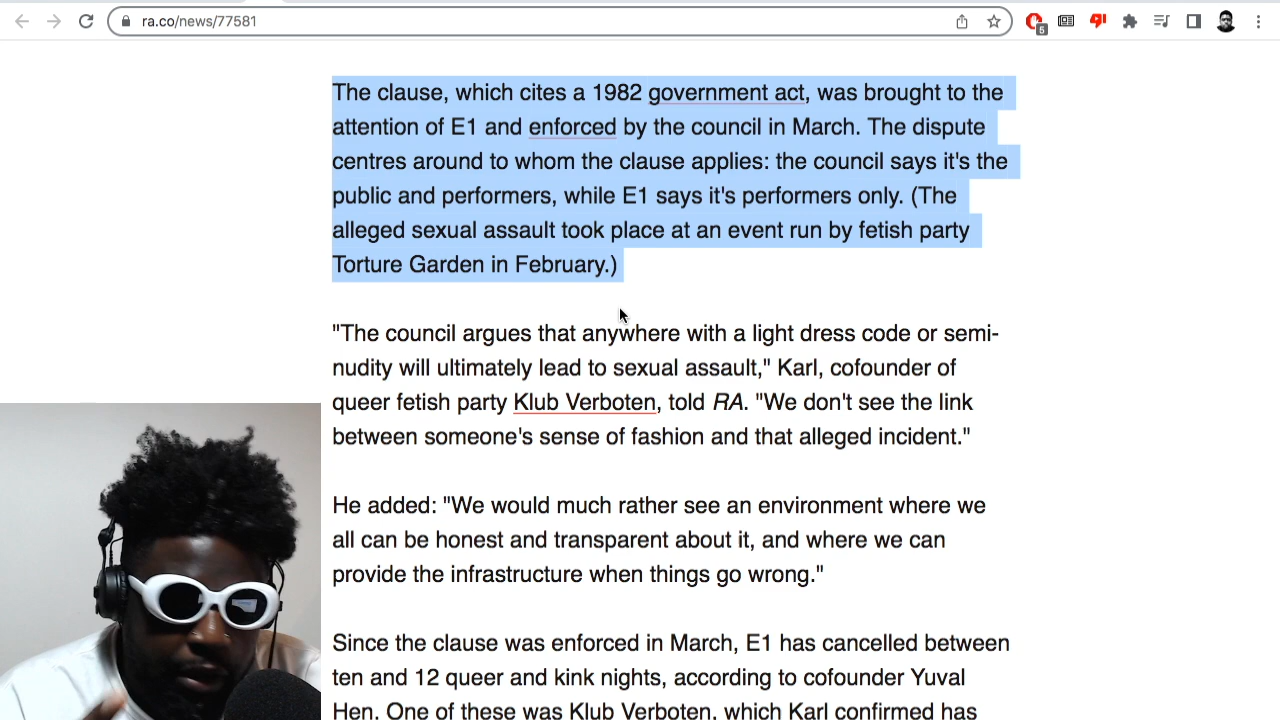 ra.co/news/77581
5
The clause, which cites a 1982 government act, was brought to the
attention of E1 and enforced by the council in March. The dispute
centres around to whom the clause applies: the council says it's the
public and performers, while E1 says it's performers only. (The
alleged sexual assault took place at an event run by fetish party
Torture Garden in February.)
"The council argues that anywhere with a light dress code or semi-
nudity will ultimately lead to sexual assault," Karl, cofounder of
queer fetish party Klub Verboten, told RA. "We don't see the link
between someone's sense of fashion and that alleged incident."
He added: "We would much rather see an environment where we
all can be honest and transparent about it, and where we can
provide the infrastructure when things go wrong."
Since the clause was enforced in March, E1 has cancelled between
ten and 12 queer and kink nights, according to cofounder Yuval
Hen. One of these was Klub Verboten, which Karl confirmed has